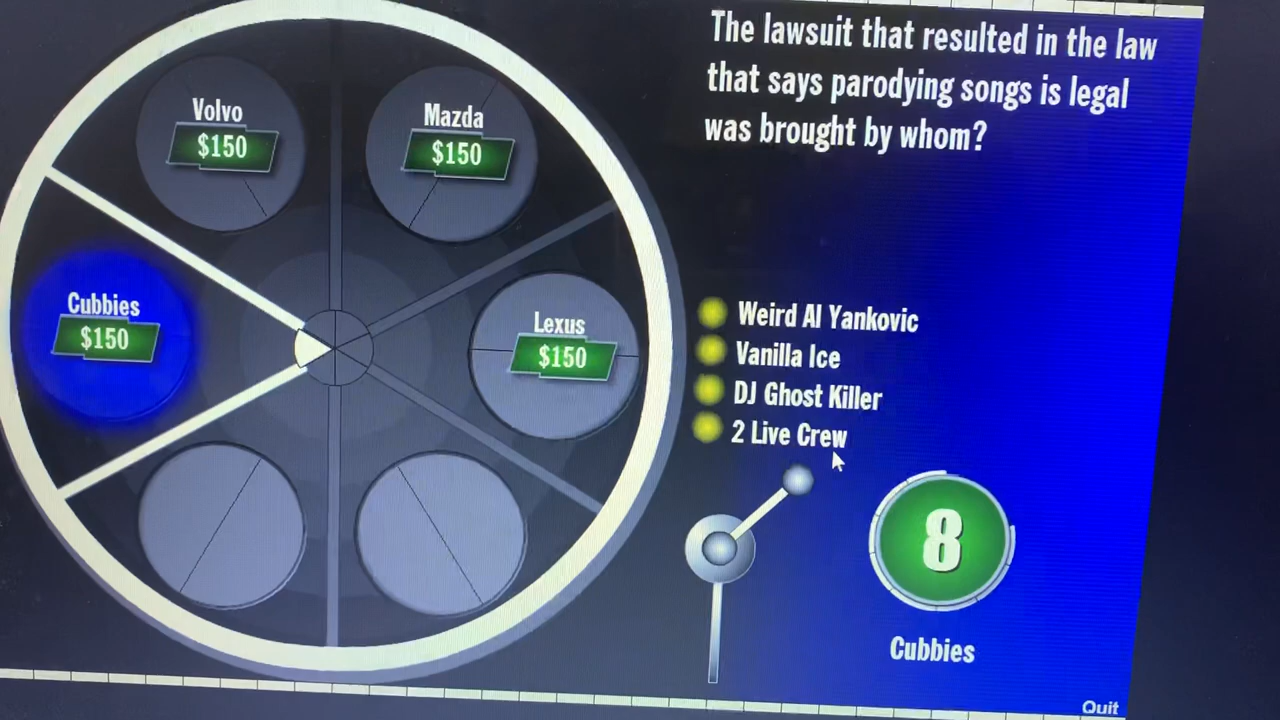 The lawsuit that resulted in the law
that says parodying songs is legal
was brought by whom?
Volvo
$150
Mazda
$150
Cubbies
$150
Lexus
$150
Weird Al Yankovic
Vanilla Ice
DJ Ghost Killer
2 Live Crew
8
Cubbies
Quit